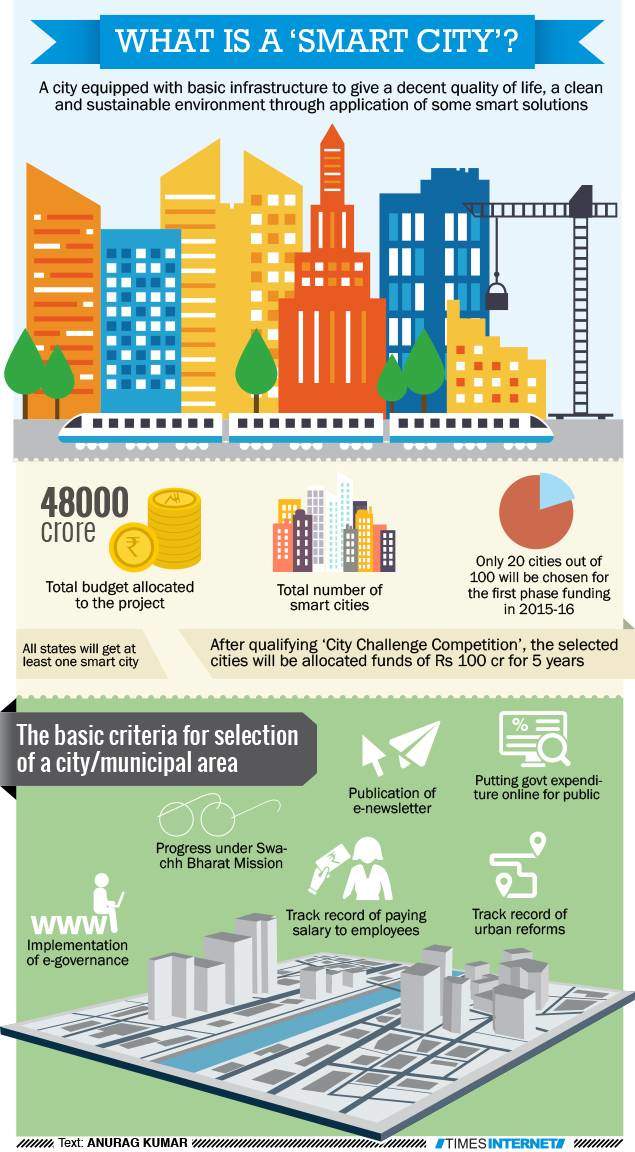 WHAT IS A ‘SMART CITY’?
A city equipped with basic infrastructure to give a decent quality of life, a clean
and sustainable environment through application of some smart solutions
48000
crore
₹
Total budget allocated
to the project
Total number of
smart cities
Only 20 cities out of
100 will be chosen for
the first phase funding
in 2015-16
All states will get at
least one smart city
After qualifying ‘City Challenge Competition’, the selected
cities will be allocated funds of Rs 100 cr for 5 years
The basic criteria for selection
of a city/municipal area
%
Publication of
e-newsletter
Putting govt expendi-
ture online for public
Progress under Swa-
chh Bharat Mission
Track record of paying
salary to employees
Track record of
urban reforms
www
Implementation
of e-governance
Text: ANURAG KUMAR
TIMESINTERNET